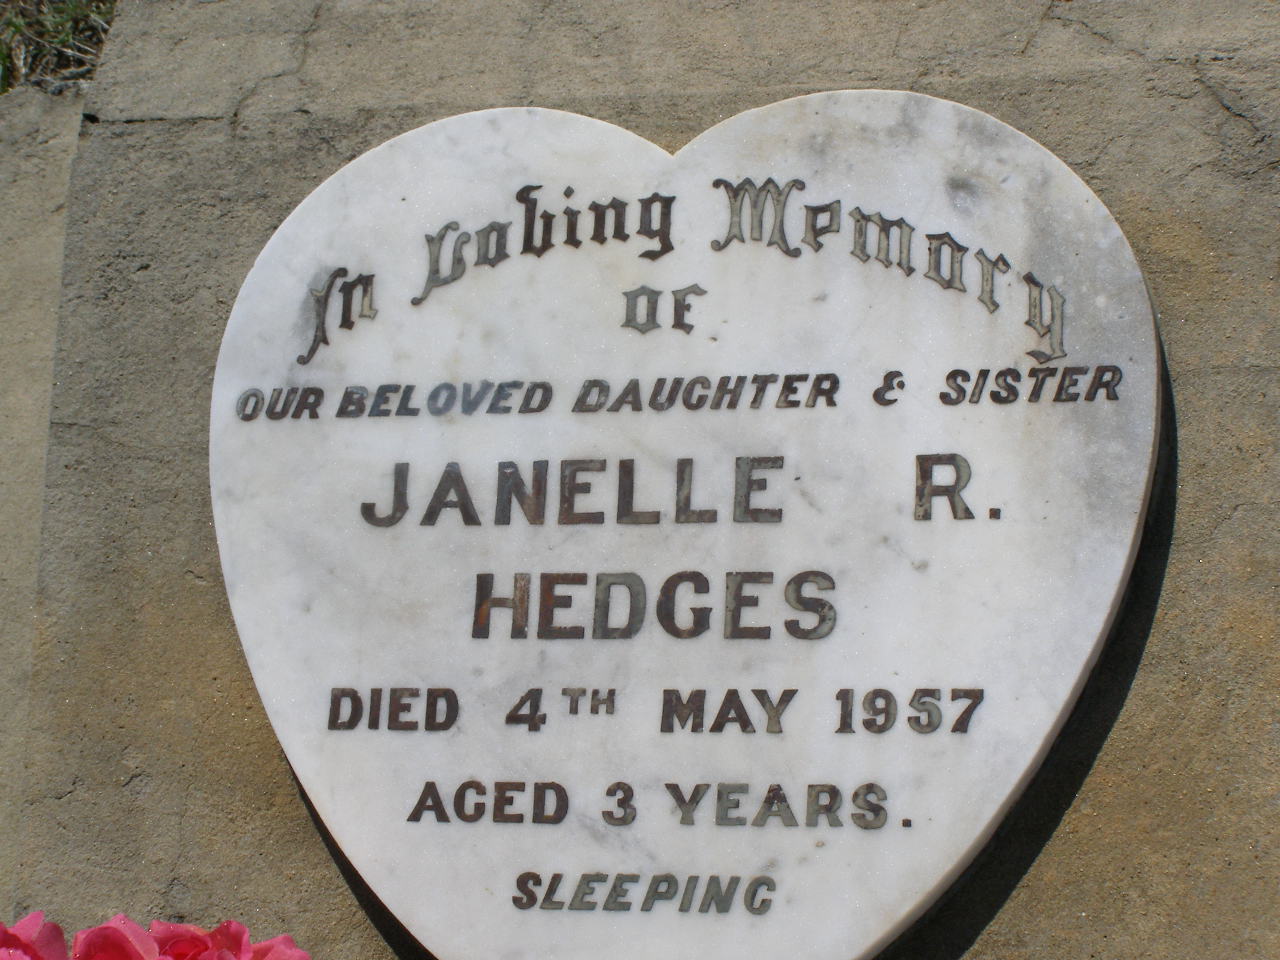 In Loving Memory
OF
OUR BELOVED DAUGHTER & SISTER
JANELLE R.
HEDGES
DIED 4TH MAY 1957
AGED 3 YEARS.
SLEEPING